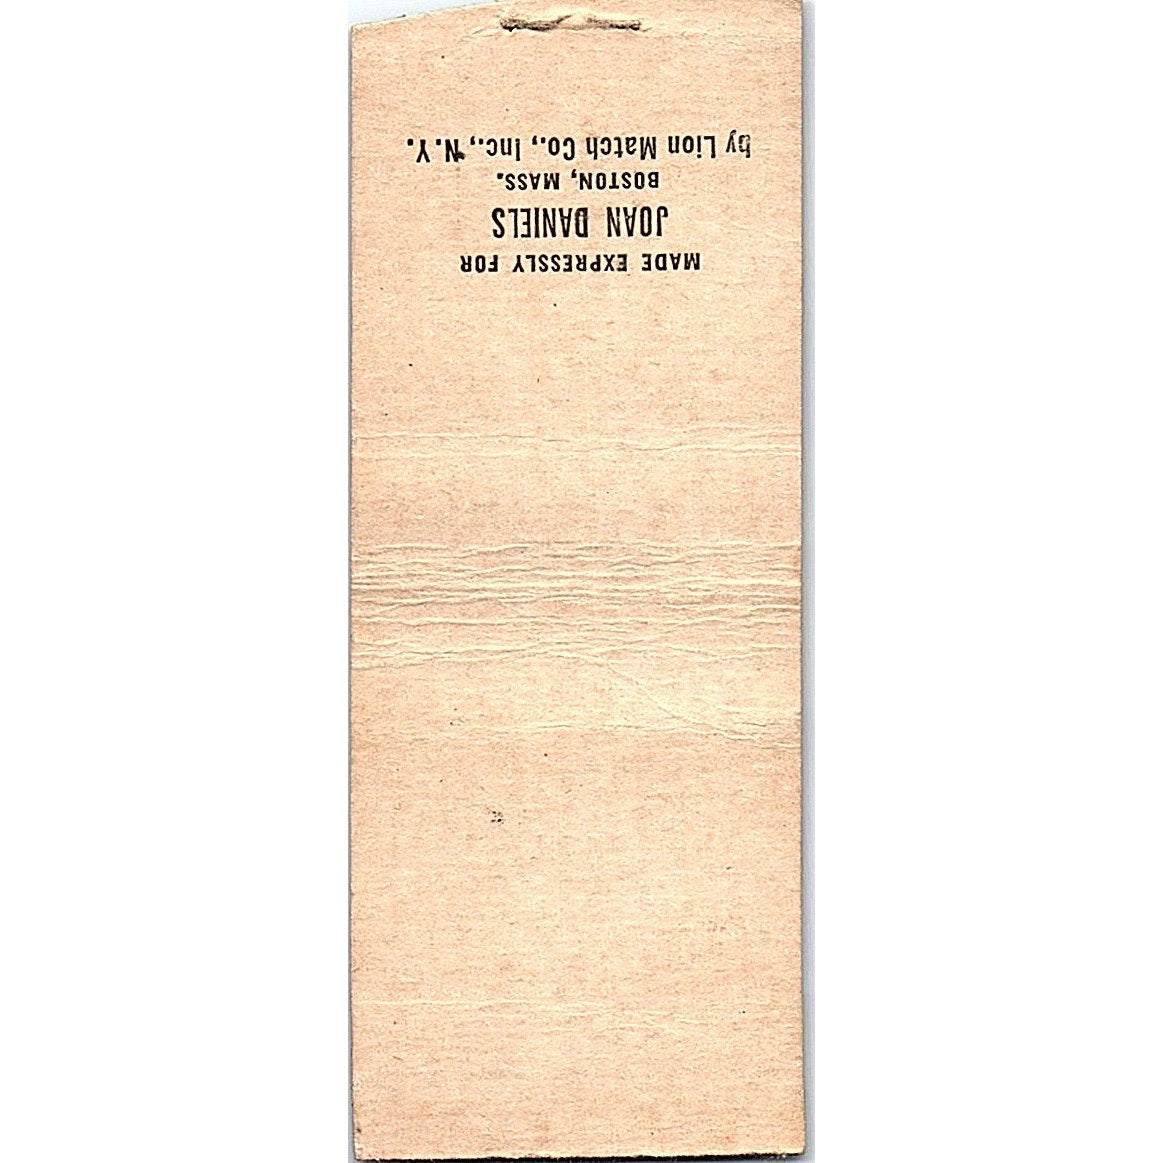 MADE EXPRESSLY FOR
JOAN DANIELS
BOSTON, MASS.
by Lion Match Co., Inc., N.Y.